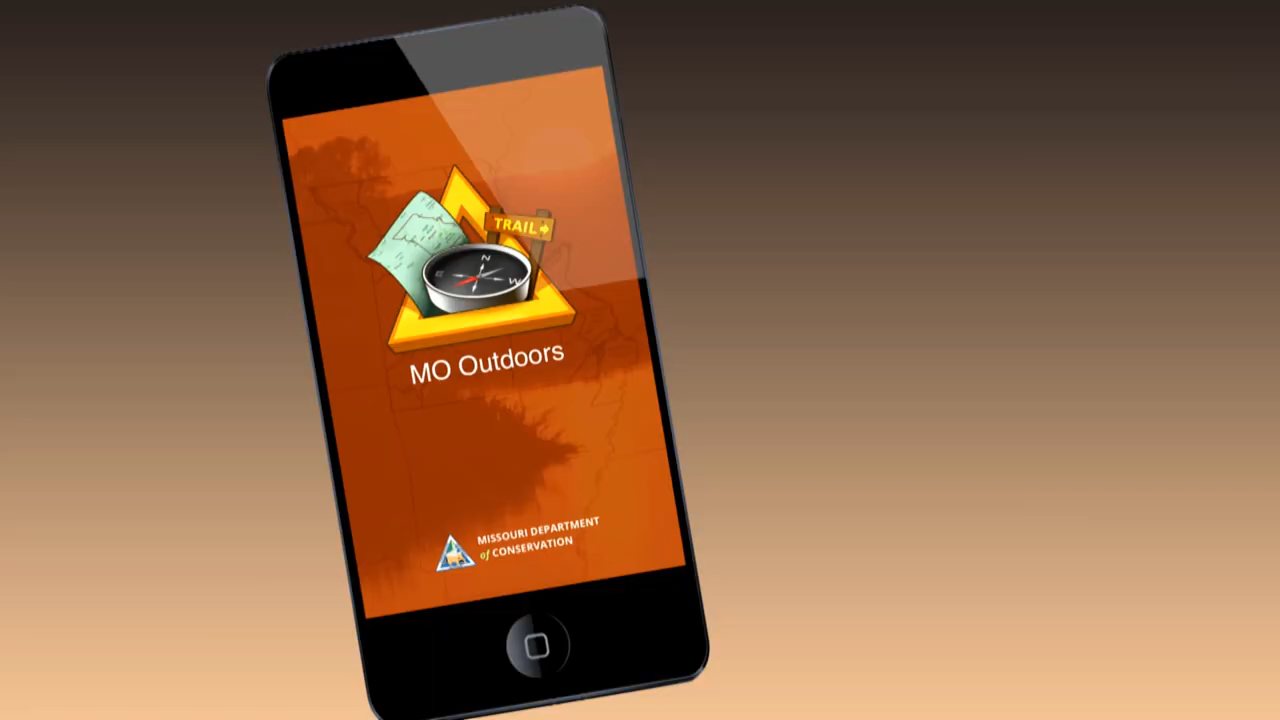 TRAIL
N
E
W
MO Outdoors
MISSOURI DEPARTMENT
of CONSERVATION